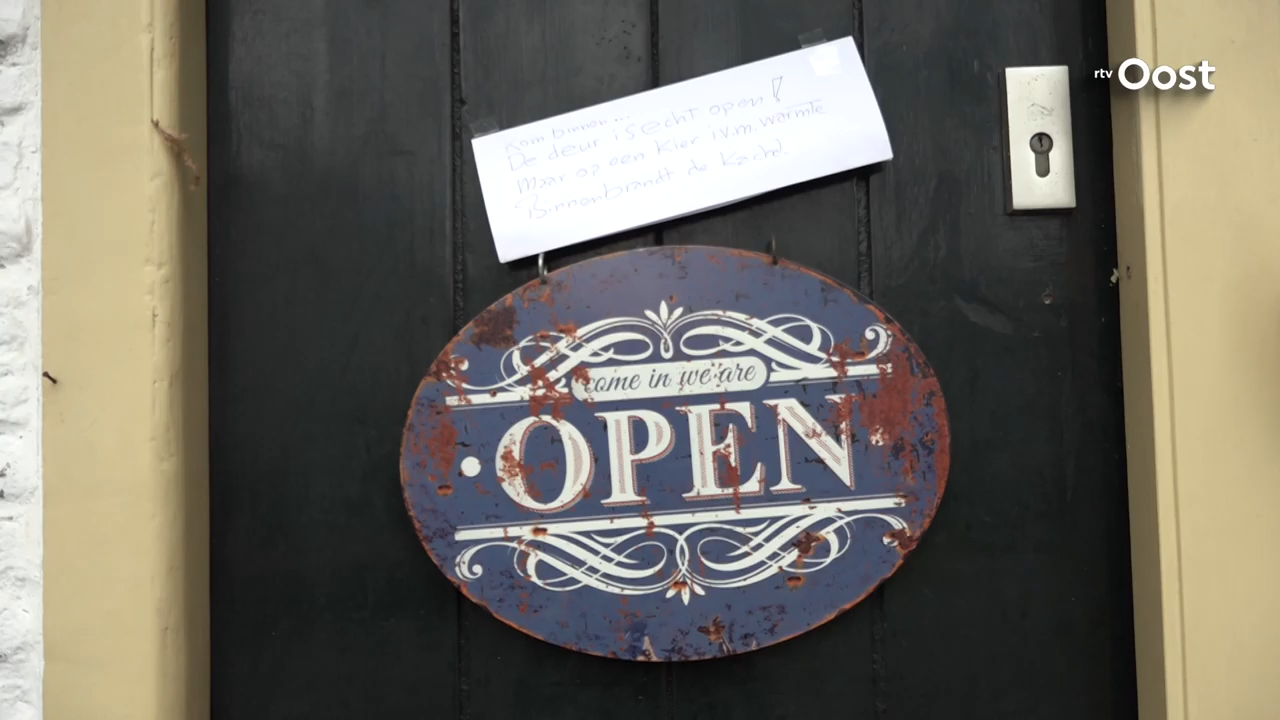 rtv Oost
Kom binnen...
De deur is echt open!
Maar op een kier i.v.m. warmte
Binnen brandt de kachel.
come in we are
OPEN